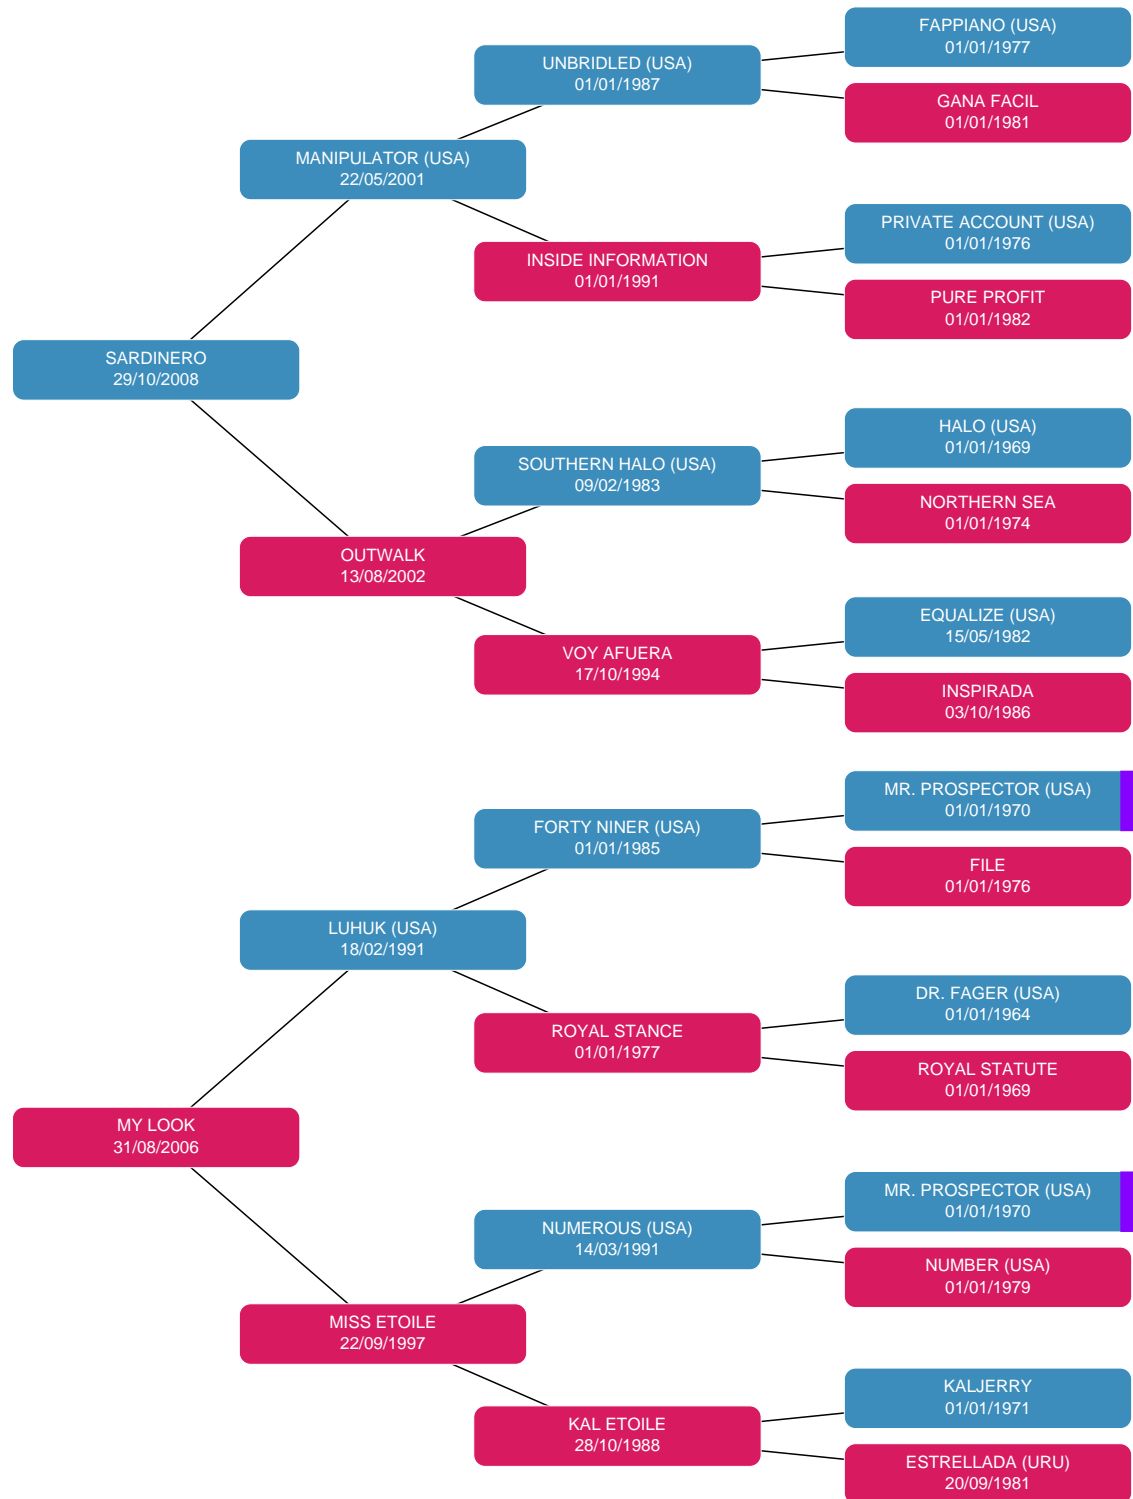 FAPPIANO (USA)
01/01/1977
UNBRIDLED (USA)
01/01/1987
GANA FACIL
01/01/1981
MANIPULATOR (USA)
22/05/2001
PRIVATE ACCOUNT (USA)
01/01/1976
INSIDE INFORMATION
01/01/1991
PURE PROFIT
01/01/1982
SARDINERO
29/10/2008
HALO (USA)
01/01/1969
SOUTHERN HALO (USA)
09/02/1983
NORTHERN SEA
01/01/1974
OUTWALK
13/08/2002
EQUALIZE (USA)
15/05/1982
VOY AFUERA
17/10/1994
INSPIRADA
03/10/1986
MR. PROSPECTOR (USA)
01/01/1970
FORTY NINER (USA)
01/01/1985
FILE
01/01/1976
LUHUK (USA)
18/02/1991
DR. FAGER (USA)
01/01/1964
ROYAL STANCE
01/01/1977
ROYAL STATUTE
01/01/1969
MY LOOK
31/08/2006
MR. PROSPECTOR (USA)
01/01/1970
NUMEROUS (USA)
14/03/1991
NUMBER (USA)
01/01/1979
MISS ETOILE
22/09/1997
KALJERRY
01/01/1971
KAL ETOILE
28/10/1988
ESTRELLADA (URU)
20/09/1981